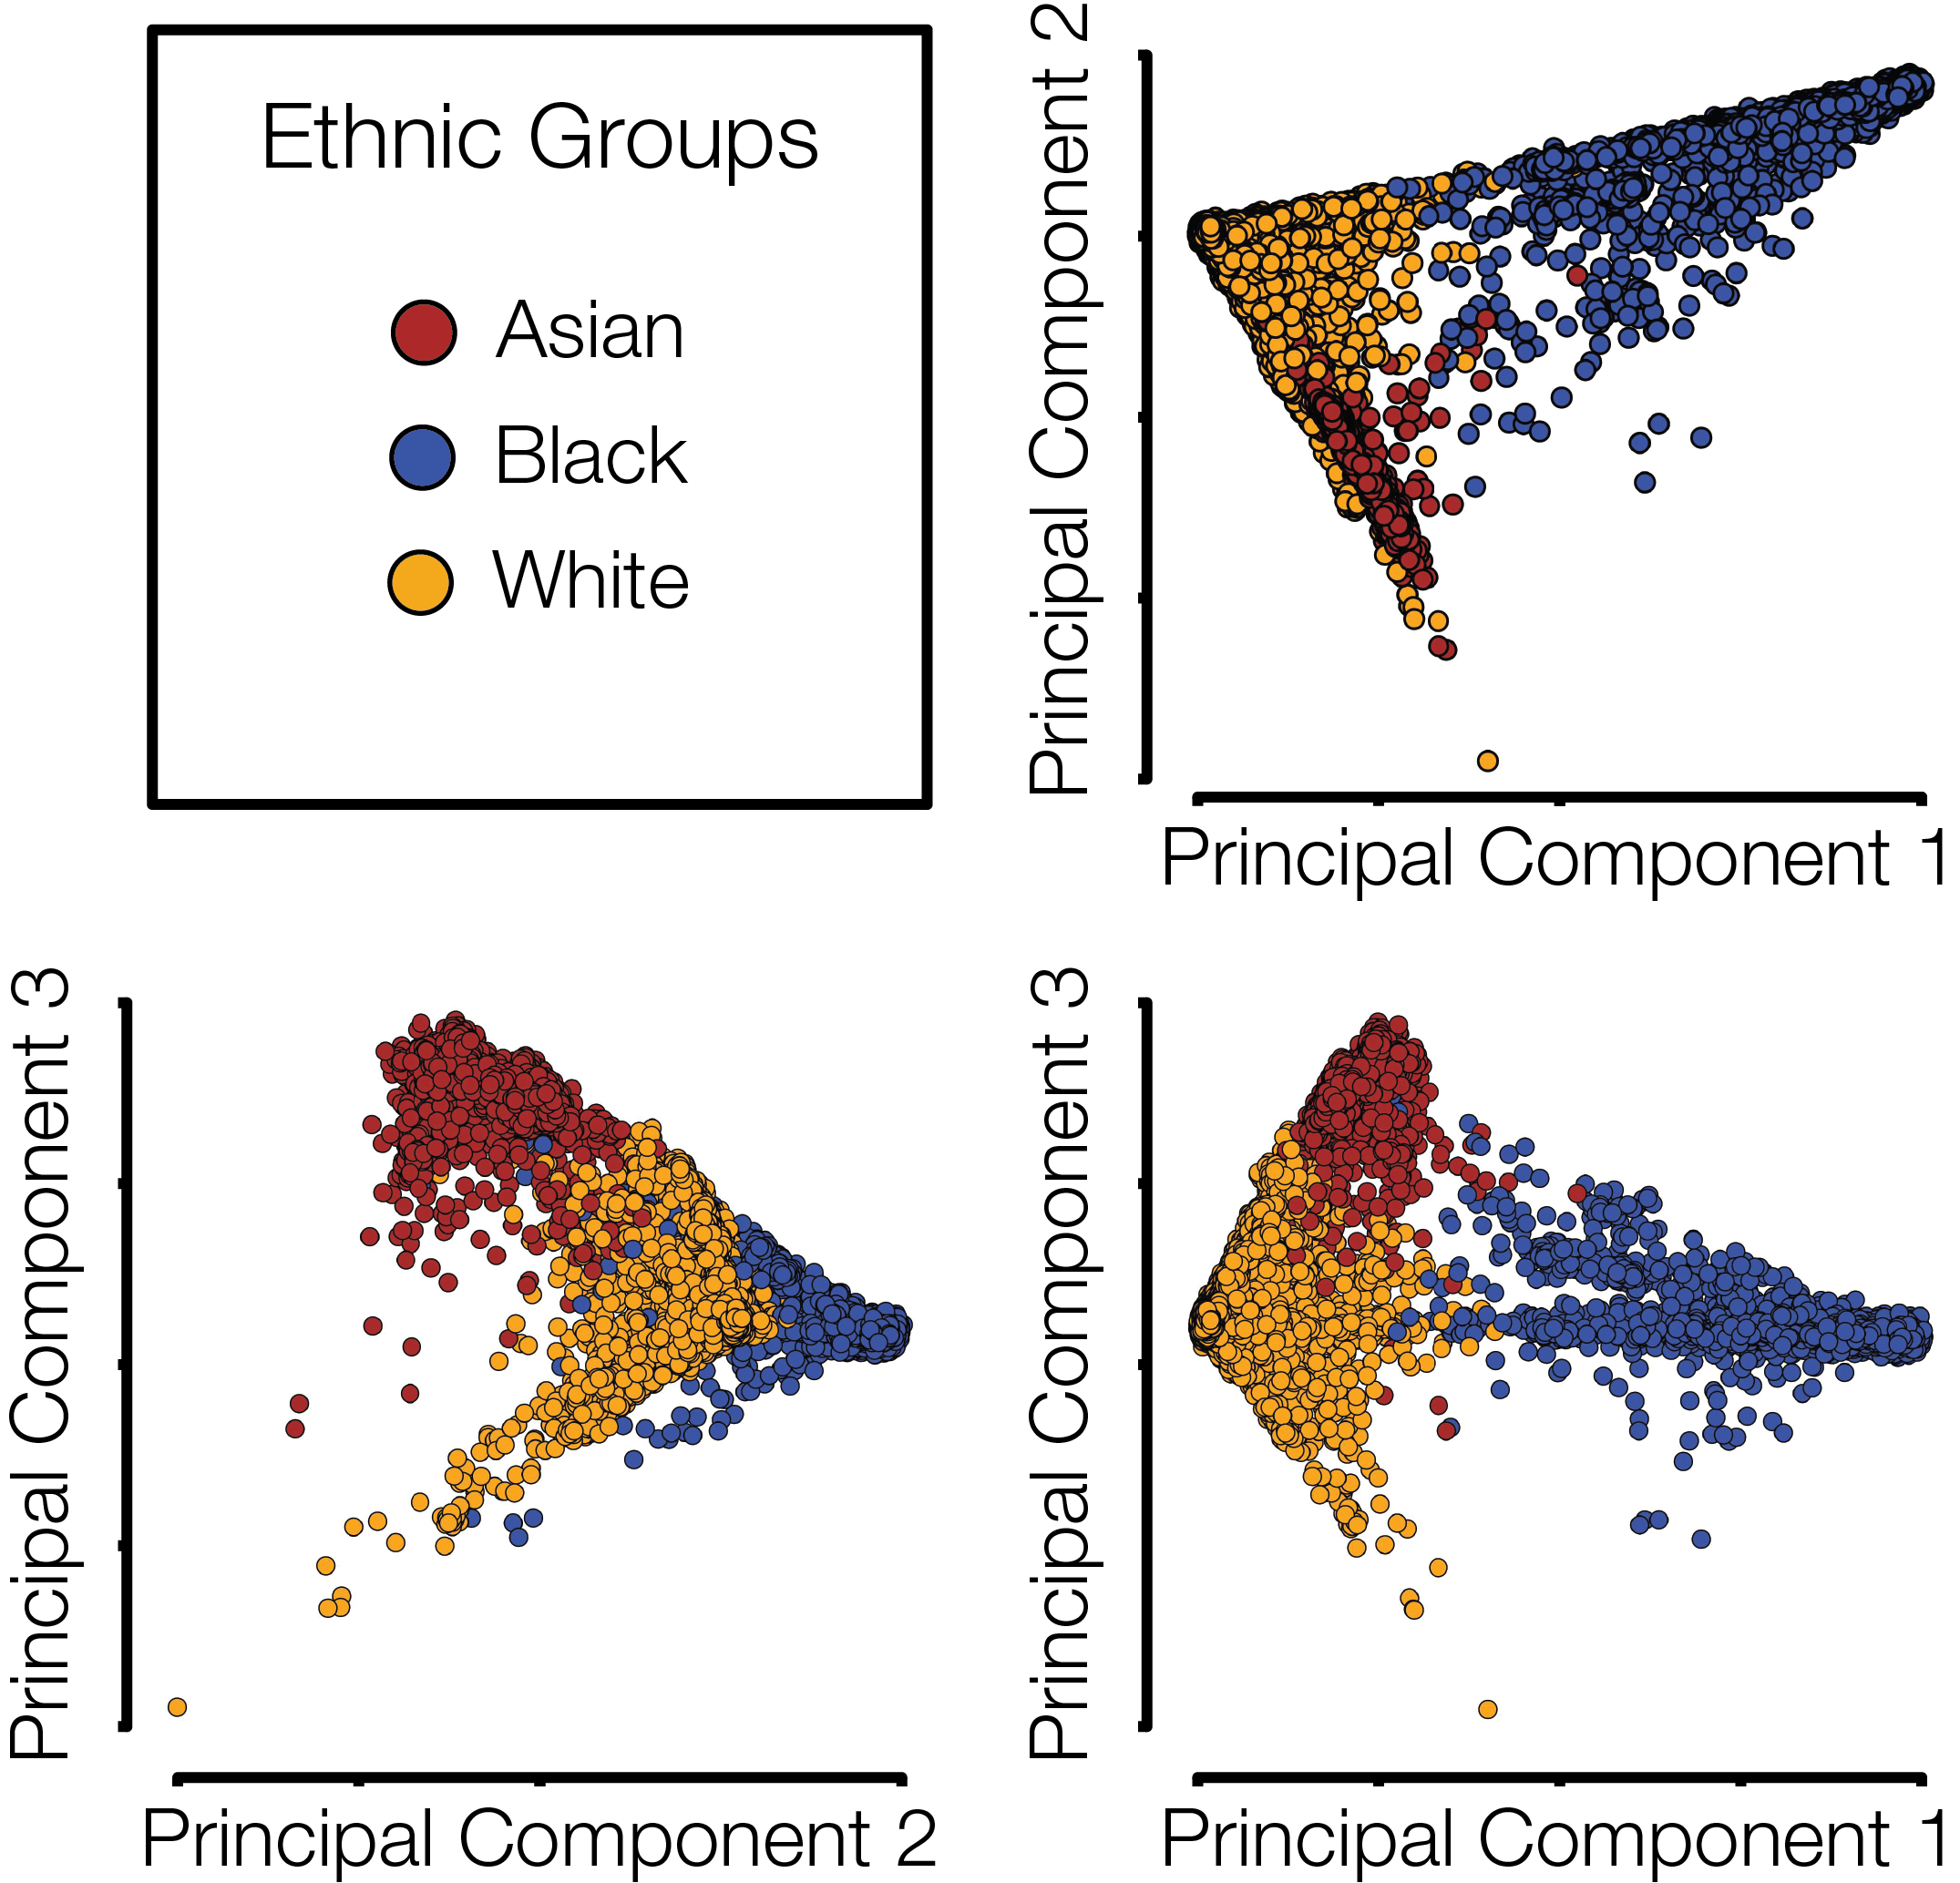 Ethnic Groups
Asian
Black
White
Principal Component 2
Principal Component 1
Principal Component 3
Principal Component 2
Principal Component 3
Principal Component 1